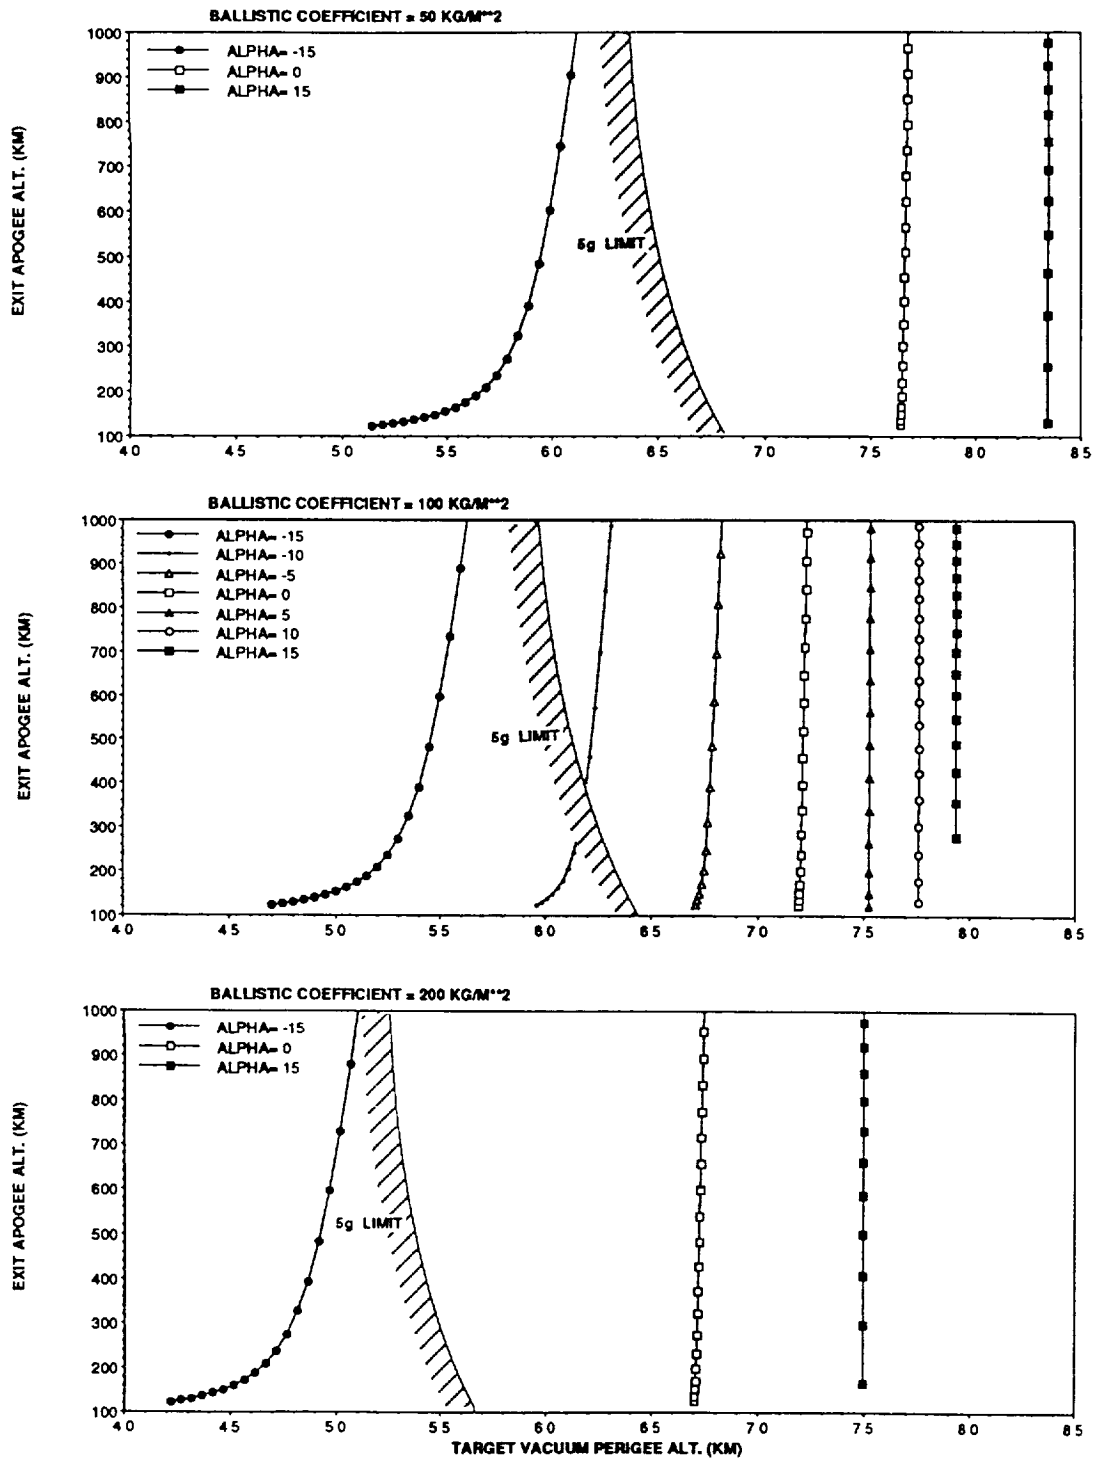 BALLISTIC COEFFICIENT = 50 KG/M**2
1000
900
800
700
600
500
400
300
200
100
EXIT APOGEE ALT. (KM)
ALPHA= -15
ALPHA= 0
ALPHA= 15
5g LIMIT
40 45 50 55 60 65 70 75 80 85
BALLISTIC COEFFICIENT = 100 KG/M**2
1000
900
800
700
600
500
400
300
200
100
EXIT APOGEE ALT. (KM)
ALPHA= -15
ALPHA= -10
ALPHA= -5
ALPHA= 0
ALPHA= 5
ALPHA= 10
ALPHA= 15
5g LIMIT
40 45 50 55 60 65 70 75 80 85
BALLISTIC COEFFICIENT = 200 KG/M**2
1000
900
800
700
600
500
400
300
200
100
EXIT APOGEE ALT. (KM)
ALPHA= -15
ALPHA= 0
ALPHA= 15
5g LIMIT
40 45 50 55 60 65 70 75 80 85
TARGET VACUUM PERIGEE ALT. (KM)